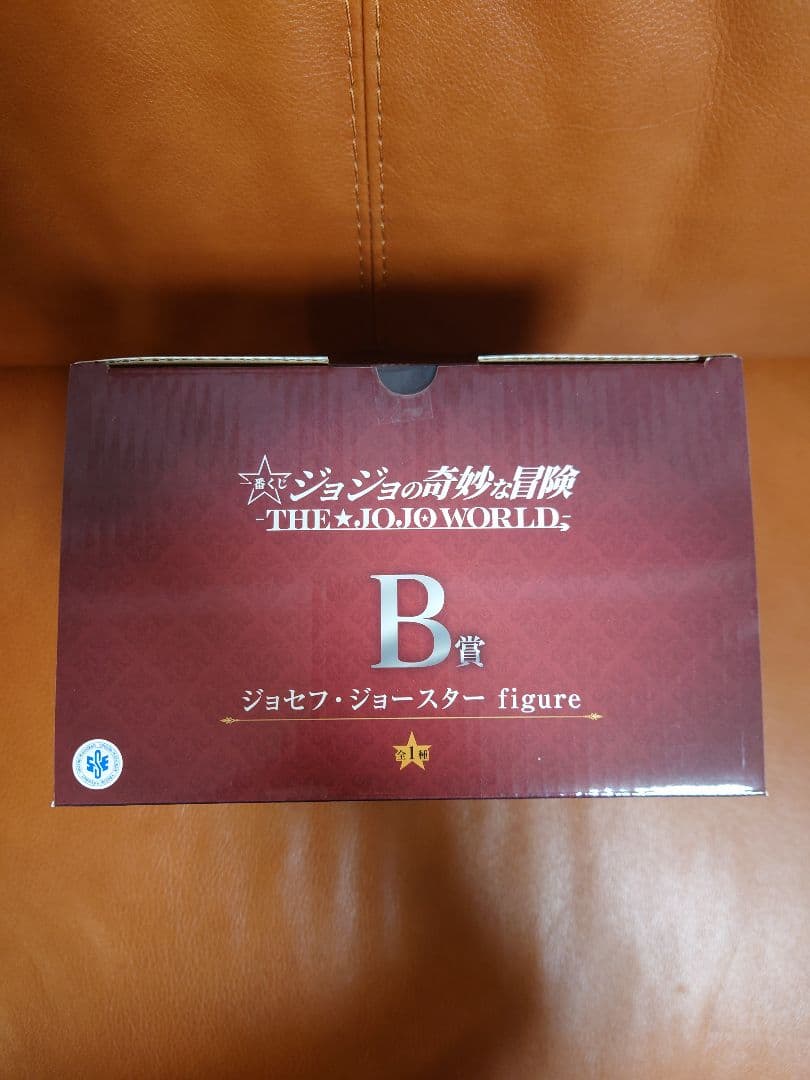 一番くじ ジョジョの奇妙な冒険
-THE★JOJO WORLD-
B賞
ジョセフ・ジョースター figure
全1種